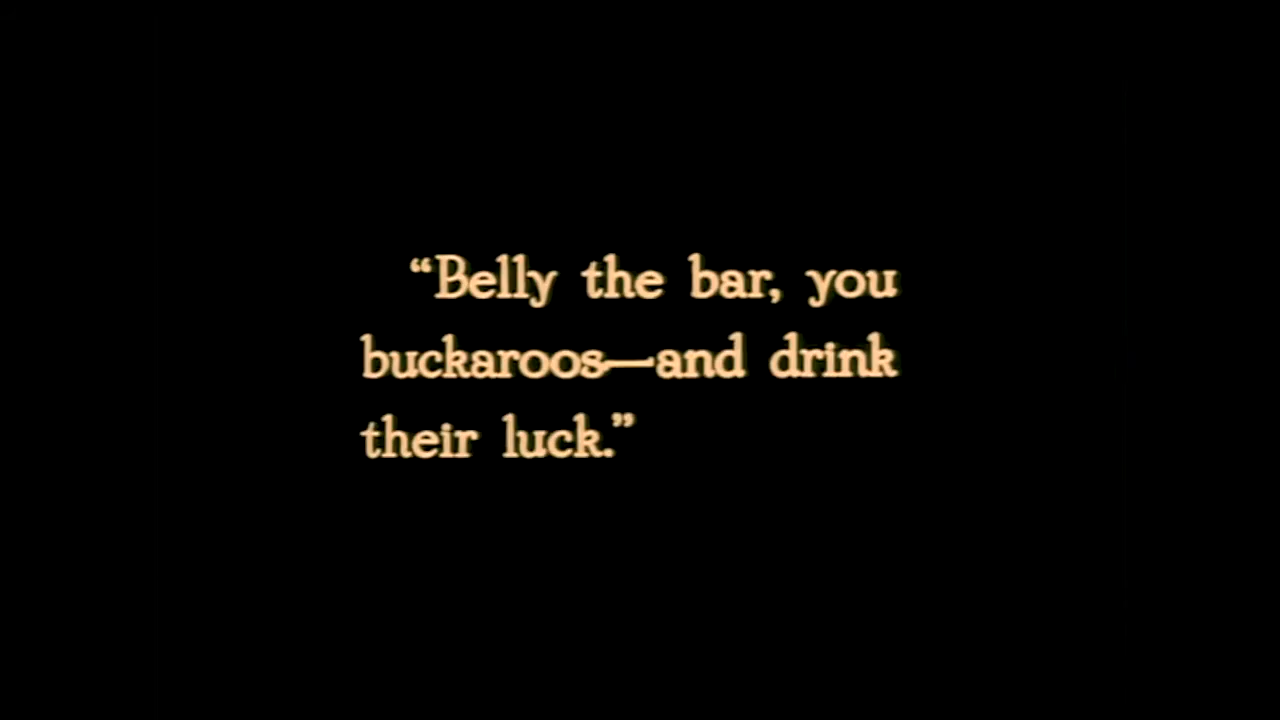 “Belly the bar, you
buckaroos—and drink
their luck.”